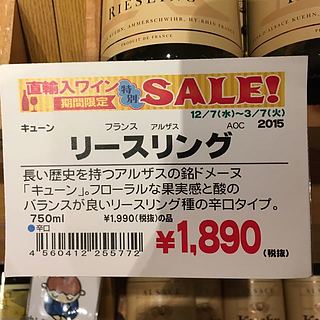 RIESLING
PRODUCT OF FRANCE
直輸入ワイン
期間限定
特別
SALE!
12/7(水)~3/7(火)
キューン フランス アルザス AOC 2015
リースリング
長い歴史を持つアルザスの銘ドメーヌ
「キューン」。フローラルな果実感と酸の
バランスが良いリースリング種の辛口タイプ。
750ml ¥1,990(税抜)の品
●辛口
¥1,890
(税抜)
4 560412 255772